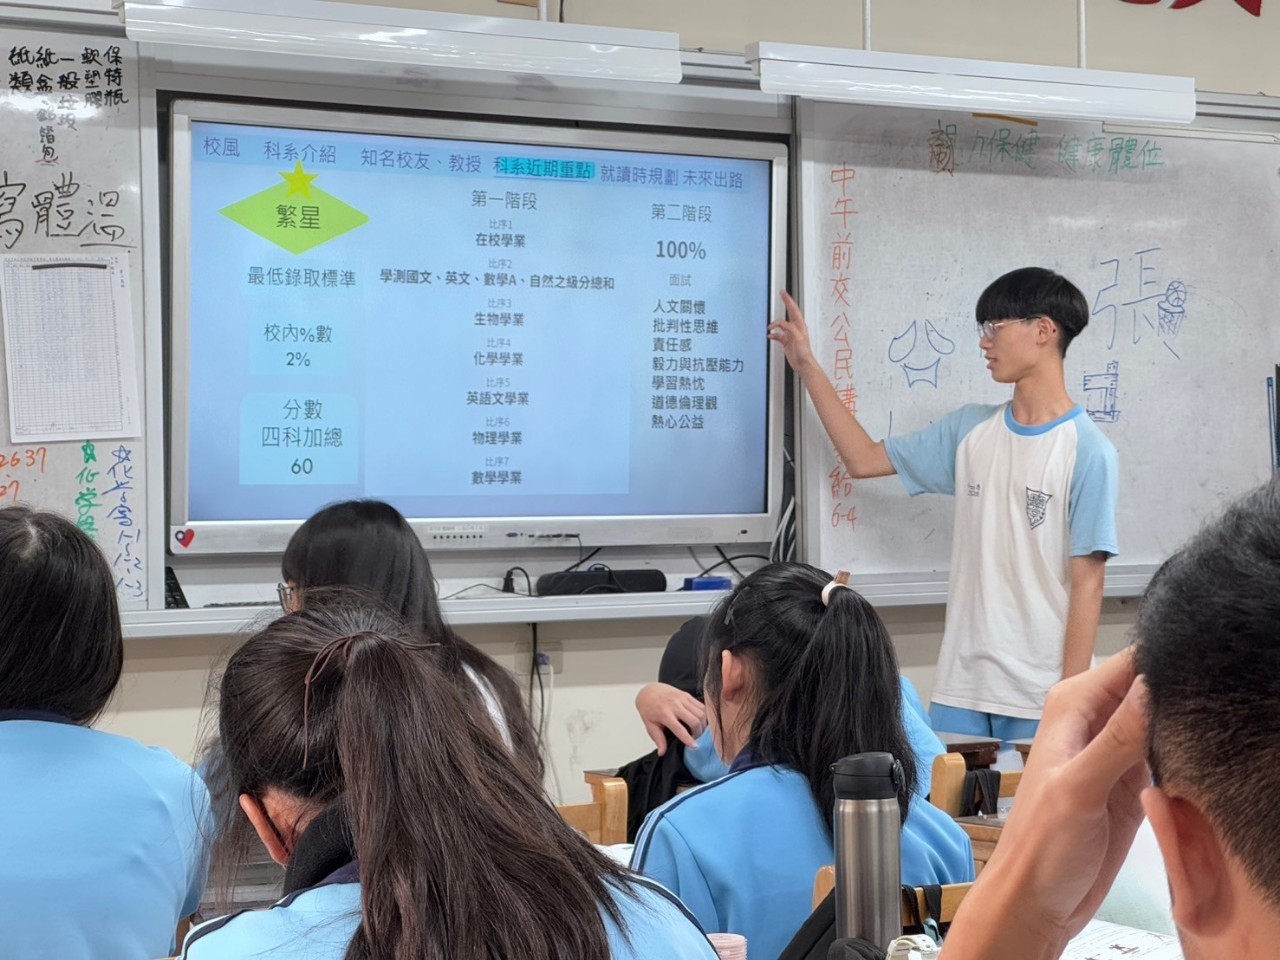 保特瓶
軟塑膠
一般垃圾
紙盒
紙類
寫體溫
2637
27
校風 科系介紹 知名校友、教授 科系近期重點 就讀時規劃 未來出路
繁星
最低錄取標準
校內%數
2%
分數
四科加總
60
第一階段
比序1
在校學業
比序2
學測國文、英文、數學A、自然之級分總和
比序3
生物學業
比序4
化學學業
比序5
英語文學業
比序6
物理學業
比序7
數學學業
第二階段
100%
面試
人文關懷
批判性思維
責任感
毅力與抗壓能力
學習熱忱
道德倫理觀
熱心公益
力保健 健康體位
中午前交公民講
給6-4
張